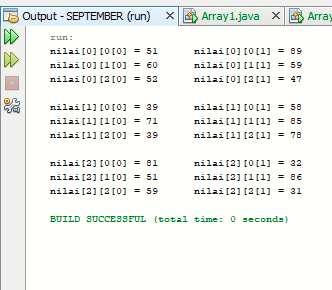 Output - SEPTEMBER (run)
Array1.java
Array
run:
nilai[0][0][0] = 51 nilai[0][0][1] = 89
nilai[0][1][0] = 60 nilai[0][1][1] = 59
nilai[0][2][0] = 52 nilai[0][2][1] = 47
nilai[1][0][0] = 39 nilai[1][0][1] = 58
nilai[1][1][0] = 71 nilai[1][1][1] = 85
nilai[1][2][0] = 39 nilai[1][2][1] = 78
nilai[2][0][0] = 81 nilai[2][0][1] = 32
nilai[2][1][0] = 51 nilai[2][1][1] = 86
nilai[2][2][0] = 59 nilai[2][2][1] = 31
BUILD SUCCESSFUL (total time: 0 seconds)